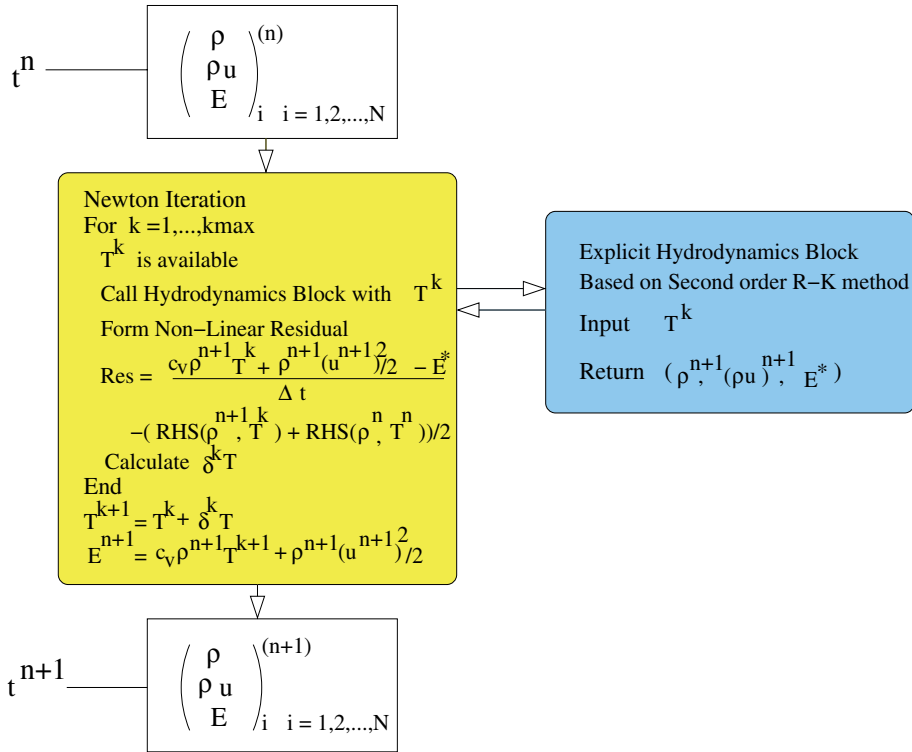 t^n
( ρ
ρu
E )_i^(n) i = 1,2,...,N
Newton Iteration
For k =1,...,kmax
T^k is available
Call Hydrodynamics Block with T^k
Form Non−Linear Residual
Res = (c_v ρ^{n+1} T^k + ρ^{n+1} (u^{n+1})^2/2 − E^*) / Δ t
−( RHS(ρ^{n+1}, T^k) + RHS(ρ^n, T^n))/2
Calculate δ^k T
End
T^{k+1} = T^k + δ^k T
E^{n+1} = c_v ρ^{n+1} T^{k+1} + ρ^{n+1} (u^{n+1})^2/2
Explicit Hydrodynamics Block
Based on Second order R−K method
Input T^k
Return ( ρ^{n+1}, (ρu)^{n+1}, E^* )
t^{n+1}
( ρ
ρ u
E )_i^(n+1) i = 1,2,...,N